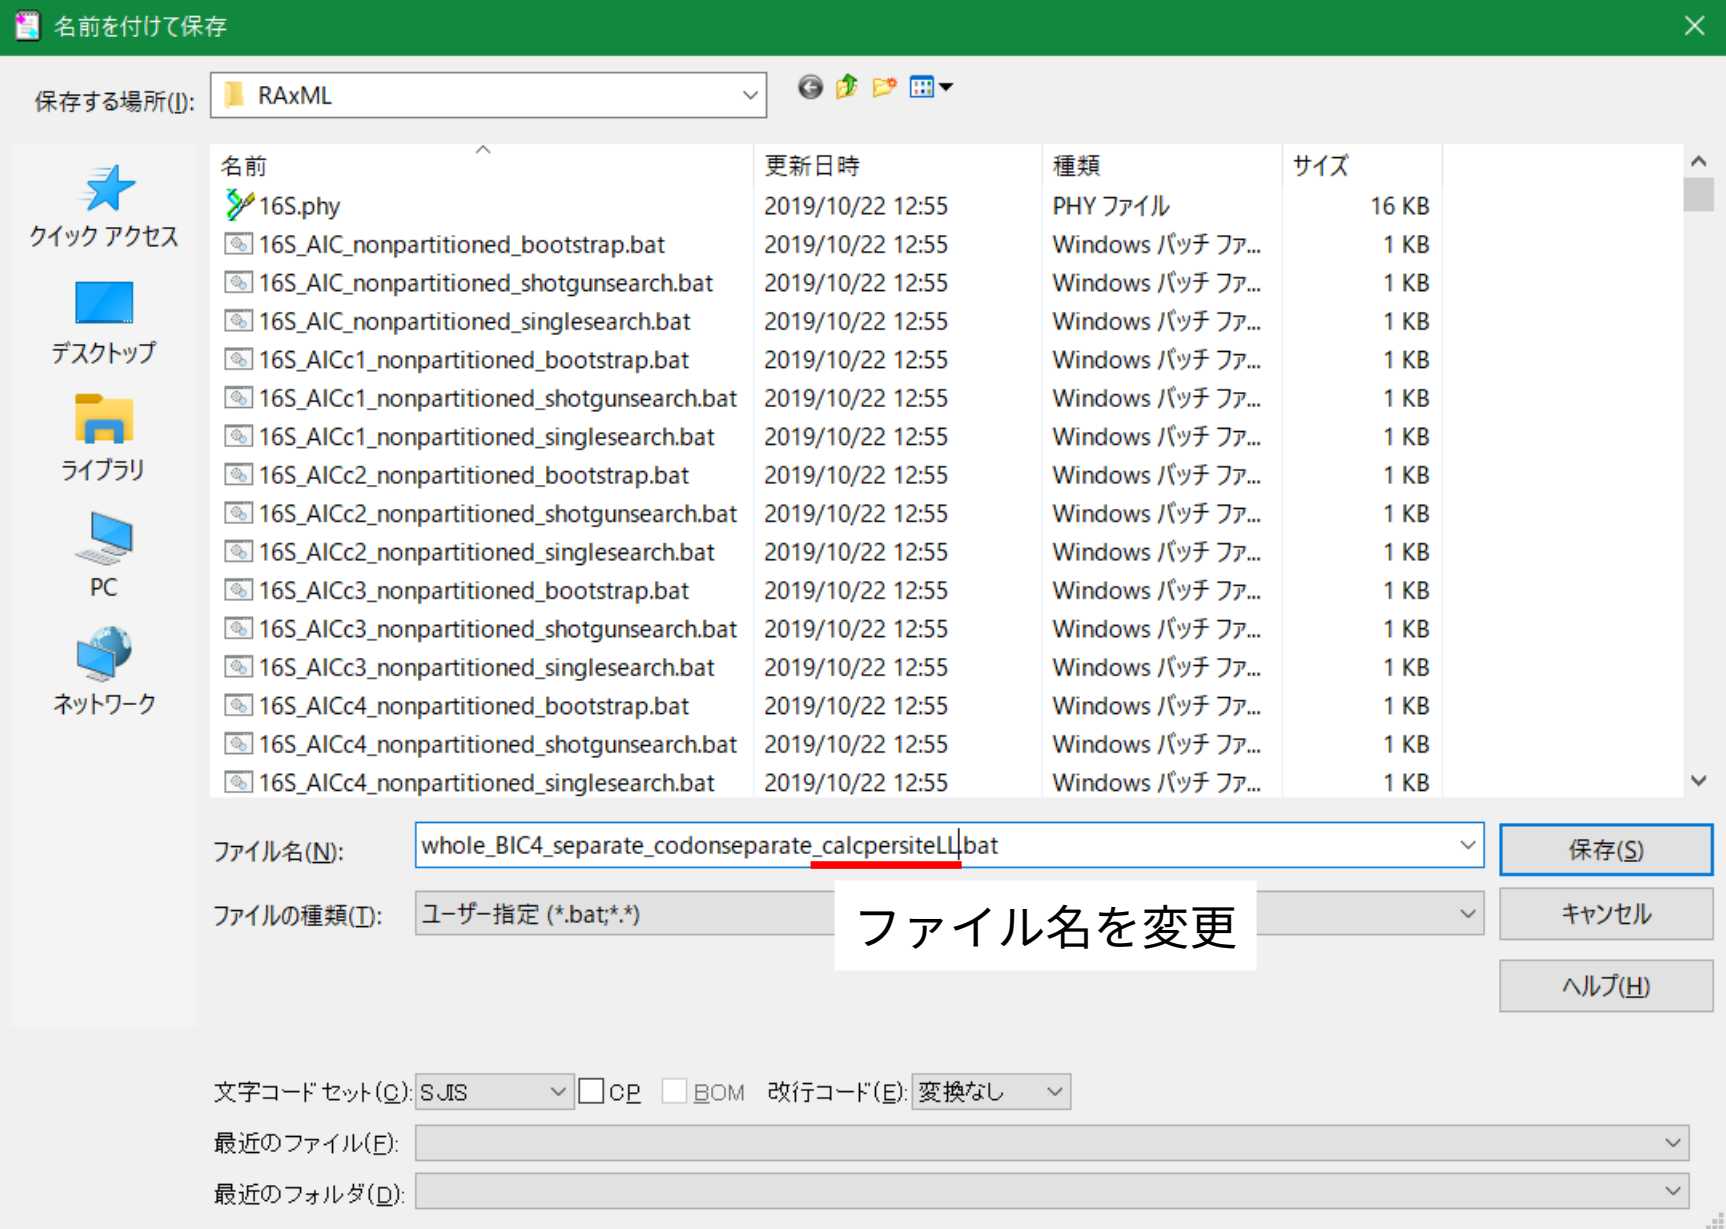 名前を付けて保存
保存する場所(I): RAxML
クイック アクセス
デスクトップ
ライブラリ
PC
ネットワーク
名前 更新日時 種類 サイズ
16S.phy 2019/10/22 12:55 PHY ファイル 16 KB
16S_AIC_nonpartitioned_bootstrap.bat 2019/10/22 12:55 Windows バッチ ファ... 1 KB
16S_AIC_nonpartitioned_shotgunsearch.bat 2019/10/22 12:55 Windows バッチ ファ... 1 KB
16S_AIC_nonpartitioned_singlesearch.bat 2019/10/22 12:55 Windows バッチ ファ... 1 KB
16S_AICc1_nonpartitioned_bootstrap.bat 2019/10/22 12:55 Windows バッチ ファ... 1 KB
16S_AICc1_nonpartitioned_shotgunsearch.bat 2019/10/22 12:55 Windows バッチ ファ... 1 KB
16S_AICc1_nonpartitioned_singlesearch.bat 2019/10/22 12:55 Windows バッチ ファ... 1 KB
16S_AICc2_nonpartitioned_bootstrap.bat 2019/10/22 12:55 Windows バッチ ファ... 1 KB
16S_AICc2_nonpartitioned_shotgunsearch.bat 2019/10/22 12:55 Windows バッチ ファ... 1 KB
16S_AICc2_nonpartitioned_singlesearch.bat 2019/10/22 12:55 Windows バッチ ファ... 1 KB
16S_AICc3_nonpartitioned_bootstrap.bat 2019/10/22 12:55 Windows バッチ ファ... 1 KB
16S_AICc3_nonpartitioned_shotgunsearch.bat 2019/10/22 12:55 Windows バッチ ファ... 1 KB
16S_AICc3_nonpartitioned_singlesearch.bat 2019/10/22 12:55 Windows バッチ ファ... 1 KB
16S_AICc4_nonpartitioned_bootstrap.bat 2019/10/22 12:55 Windows バッチ ファ... 1 KB
16S_AICc4_nonpartitioned_shotgunsearch.bat 2019/10/22 12:55 Windows バッチ ファ... 1 KB
16S_AICc4_nonpartitioned_singlesearch.bat 2019/10/22 12:55 Windows バッチ ファ... 1 KB
ファイル名(N): whole_BIC4_separate_codonseparate_calcpersiteLL.bat 保存(S)
ファイルの種類(T): ユーザー指定 (*.bat;*.*) キャンセル
ファイル名を変更
ヘルプ(H)
文字コードセット(C): SJIS CP BOM 改行コード(E): 変換なし
最近のファイル(F):
最近のフォルダ(D):